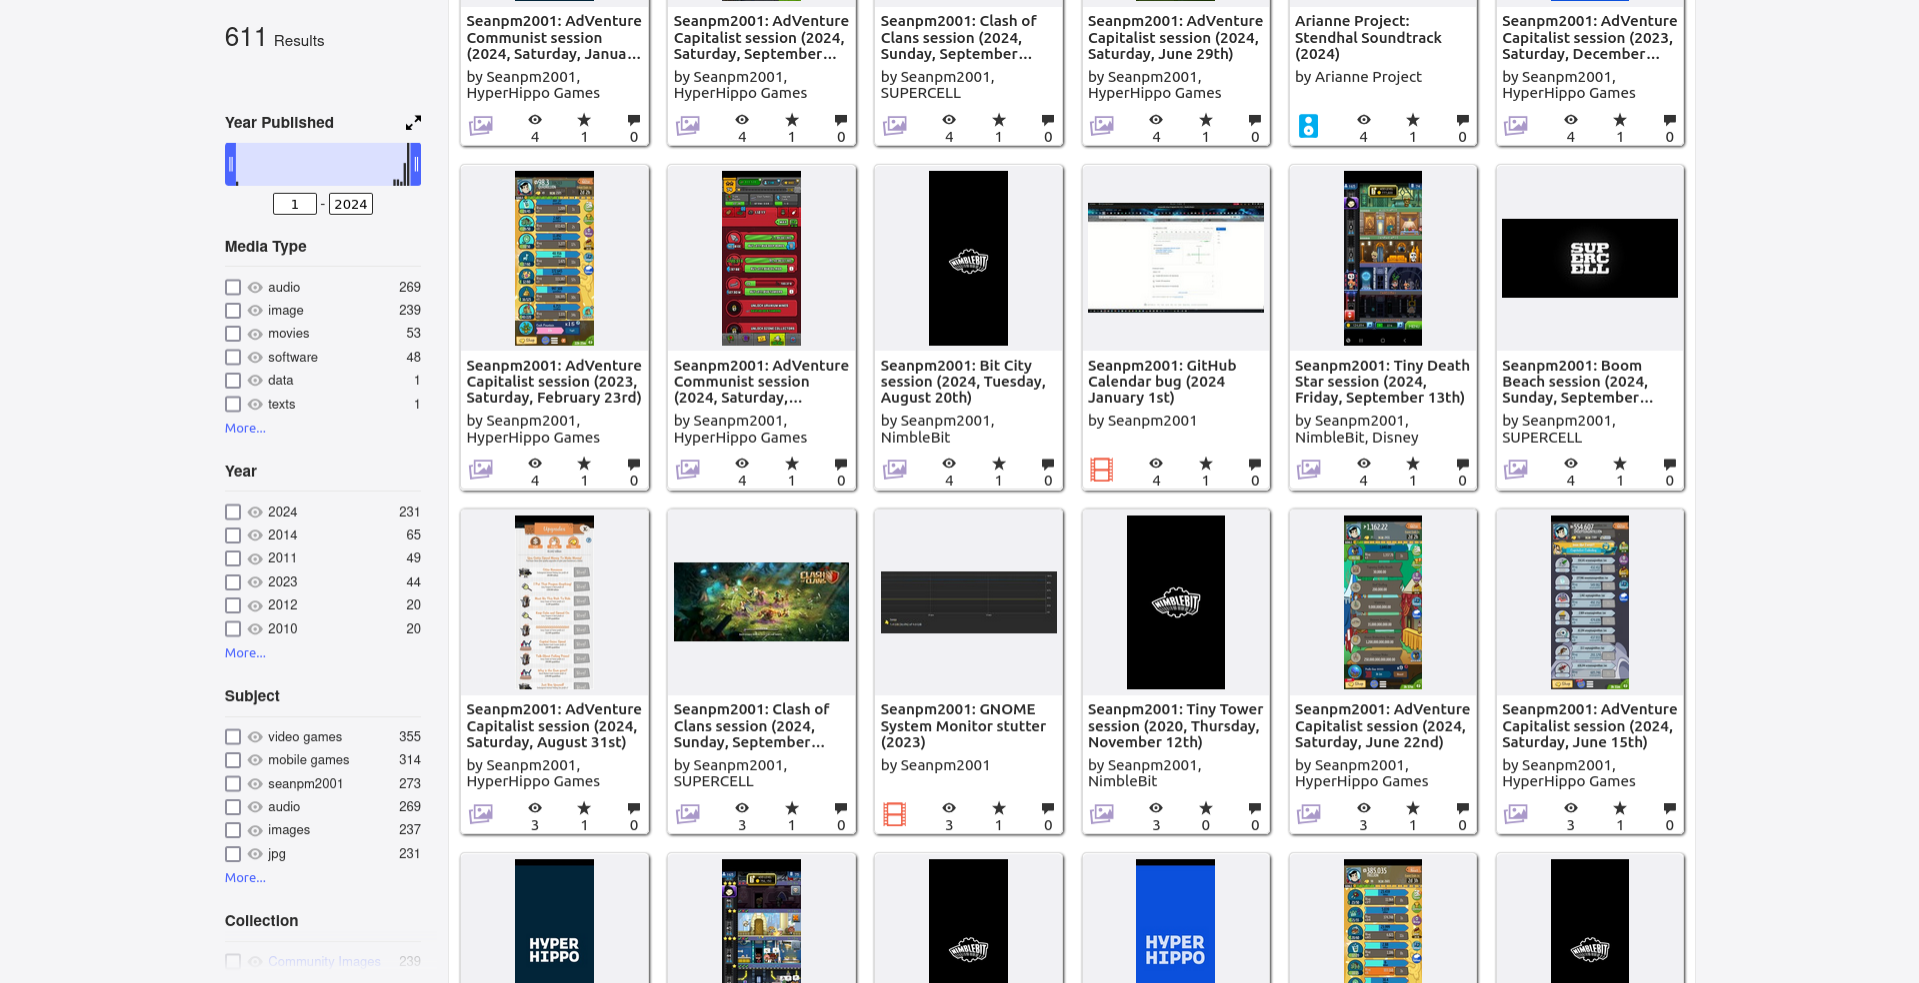 611 Results
Year Published
1 - 2024
Media Type
audio 269
image 239
movies 53
software 48
data 1
texts 1
More...
Year
2024 231
2014 65
2011 49
2023 44
2012 20
2010 20
More...
Subject
video games 355
mobile games 314
seanpm2001 273
audio 269
images 237
jpg 231
More...
Collection
Community Images 239
Seanpm2001: AdVenture
Communist session
(2024, Saturday, Janua...
by Seanpm2001,
HyperHippo Games
4 1 0
Seanpm2001: AdVenture
Capitalist session (2024,
Saturday, September...
by Seanpm2001,
HyperHippo Games
4 1 0
Seanpm2001: Clash of
Clans session (2024,
Sunday, September...
by Seanpm2001,
SUPERCELL
4 1 0
Seanpm2001: AdVenture
Capitalist session (2024,
Saturday, June 29th)
by Seanpm2001,
HyperHippo Games
4 1 0
Arianne Project:
Stendhal Soundtrack
(2024)
by Arianne Project
4 1 0
Seanpm2001: AdVenture
Capitalist session (2023,
Saturday, December...
by Seanpm2001,
HyperHippo Games
4 1 0
Seanpm2001: AdVenture
Capitalist session (2023,
Saturday, February 23rd)
by Seanpm2001,
HyperHippo Games
4 1 0
Seanpm2001: AdVenture
Communist session
(2024, Saturday,...
by Seanpm2001,
HyperHippo Games
4 1 0
NIMBLEBIT
Seanpm2001: Bit City
session (2024, Tuesday,
August 20th)
by Seanpm2001,
NimbleBit
4 1 0
Seanpm2001: GitHub
Calendar bug (2024
January 1st)
by Seanpm2001
4 1 0
Seanpm2001: Tiny Death
Star session (2024,
Friday, September 13th)
by Seanpm2001,
NimbleBit, Disney
4 1 0
SUP
ERC
ELL
Seanpm2001: Boom
Beach session (2024,
Sunday, September...
by Seanpm2001,
SUPERCELL
4 1 0
Upgrades
Seanpm2001: AdVenture
Capitalist session (2024,
Saturday, August 31st)
by Seanpm2001,
HyperHippo Games
3 1 0
CLASH
OF
CLANS
Seanpm2001: Clash of
Clans session (2024,
Sunday, September...
by Seanpm2001,
SUPERCELL
3 1 0
Seanpm2001: GNOME
System Monitor stutter
(2023)
by Seanpm2001
3 1 0
NIMBLEBIT
Seanpm2001: Tiny Tower
session (2020, Thursday,
November 12th)
by Seanpm2001,
NimbleBit
3 0 0
Seanpm2001: AdVenture
Capitalist session (2024,
Saturday, June 22nd)
by Seanpm2001,
HyperHippo Games
3 1 0
Seanpm2001: AdVenture
Capitalist session (2024,
Saturday, June 15th)
by Seanpm2001,
HyperHippo Games
3 1 0
HYPER
HIPPO
NIMBLEBIT
HYPER
HIPPO
NIMBLEBIT